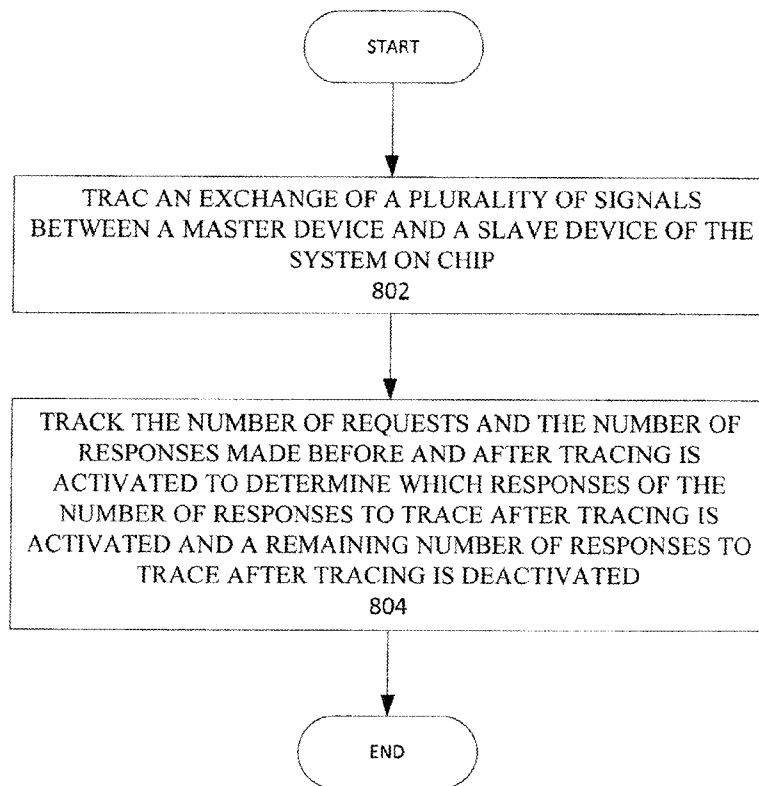 START
TRAC AN EXCHANGE OF A PLURALITY OF SIGNALS
BETWEEN A MASTER DEVICE AND A SLAVE DEVICE OF THE
SYSTEM ON CHIP
802
TRACK THE NUMBER OF REQUESTS AND THE NUMBER OF
RESPONSES MADE BEFORE AND AFTER TRACING IS
ACTIVATED TO DETERMINE WHICH RESPONSES OF THE
NUMBER OF RESPONSES TO TRACE AFTER TRACING IS
ACTIVATED AND A REMAINING NUMBER OF RESPONSES TO
TRACE AFTER TRACING IS DEACTIVATED
804
END